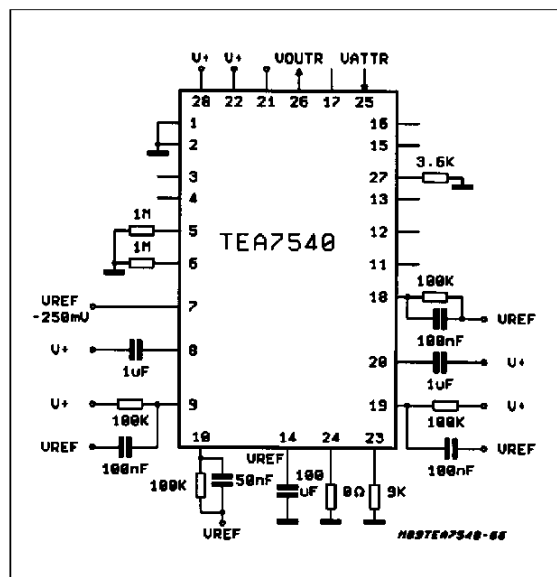 V+ V+ VOUTR VATTR
28 22 21 26 17 25
1 16
2 15
3 27 3.6K
4 13
1M
5 12
TEA7540
1M
6 11
18 100K
VREF 7
-250mV 100nF VREF
V+ 8 20 V+
1uF 1uF
V+ 9 19 V+
100K 100K
VREF VREF
100nF 100nF
10 14 24 23
VREF
100K 50nF 100 uF 0Ω 9K
VREF
M89TEA7540-66